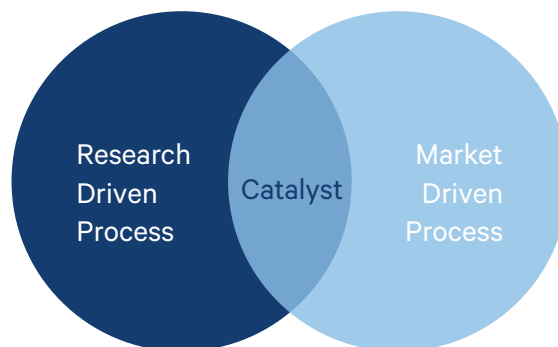 Research
Driven
Process
Catalyst
Market
Driven
Process